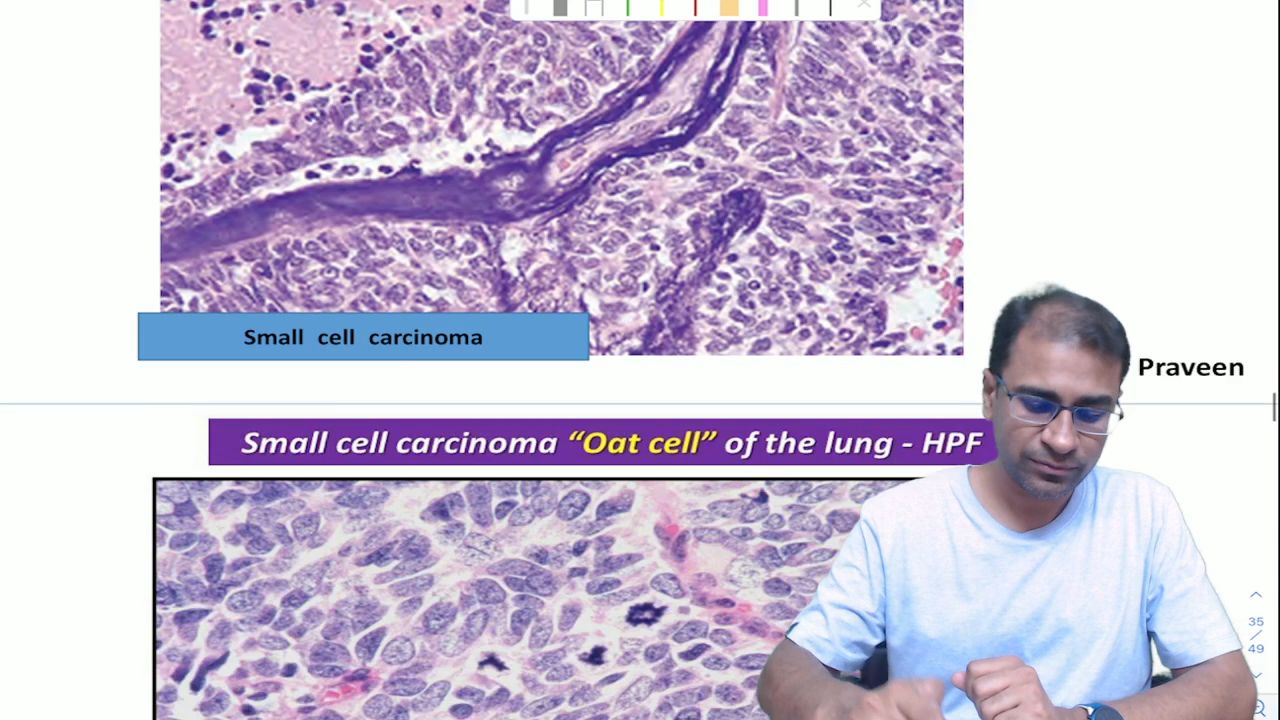 Small cell carcinoma
Praveen
Small cell carcinoma “Oat cell” of the lung - HPF
35
/
49